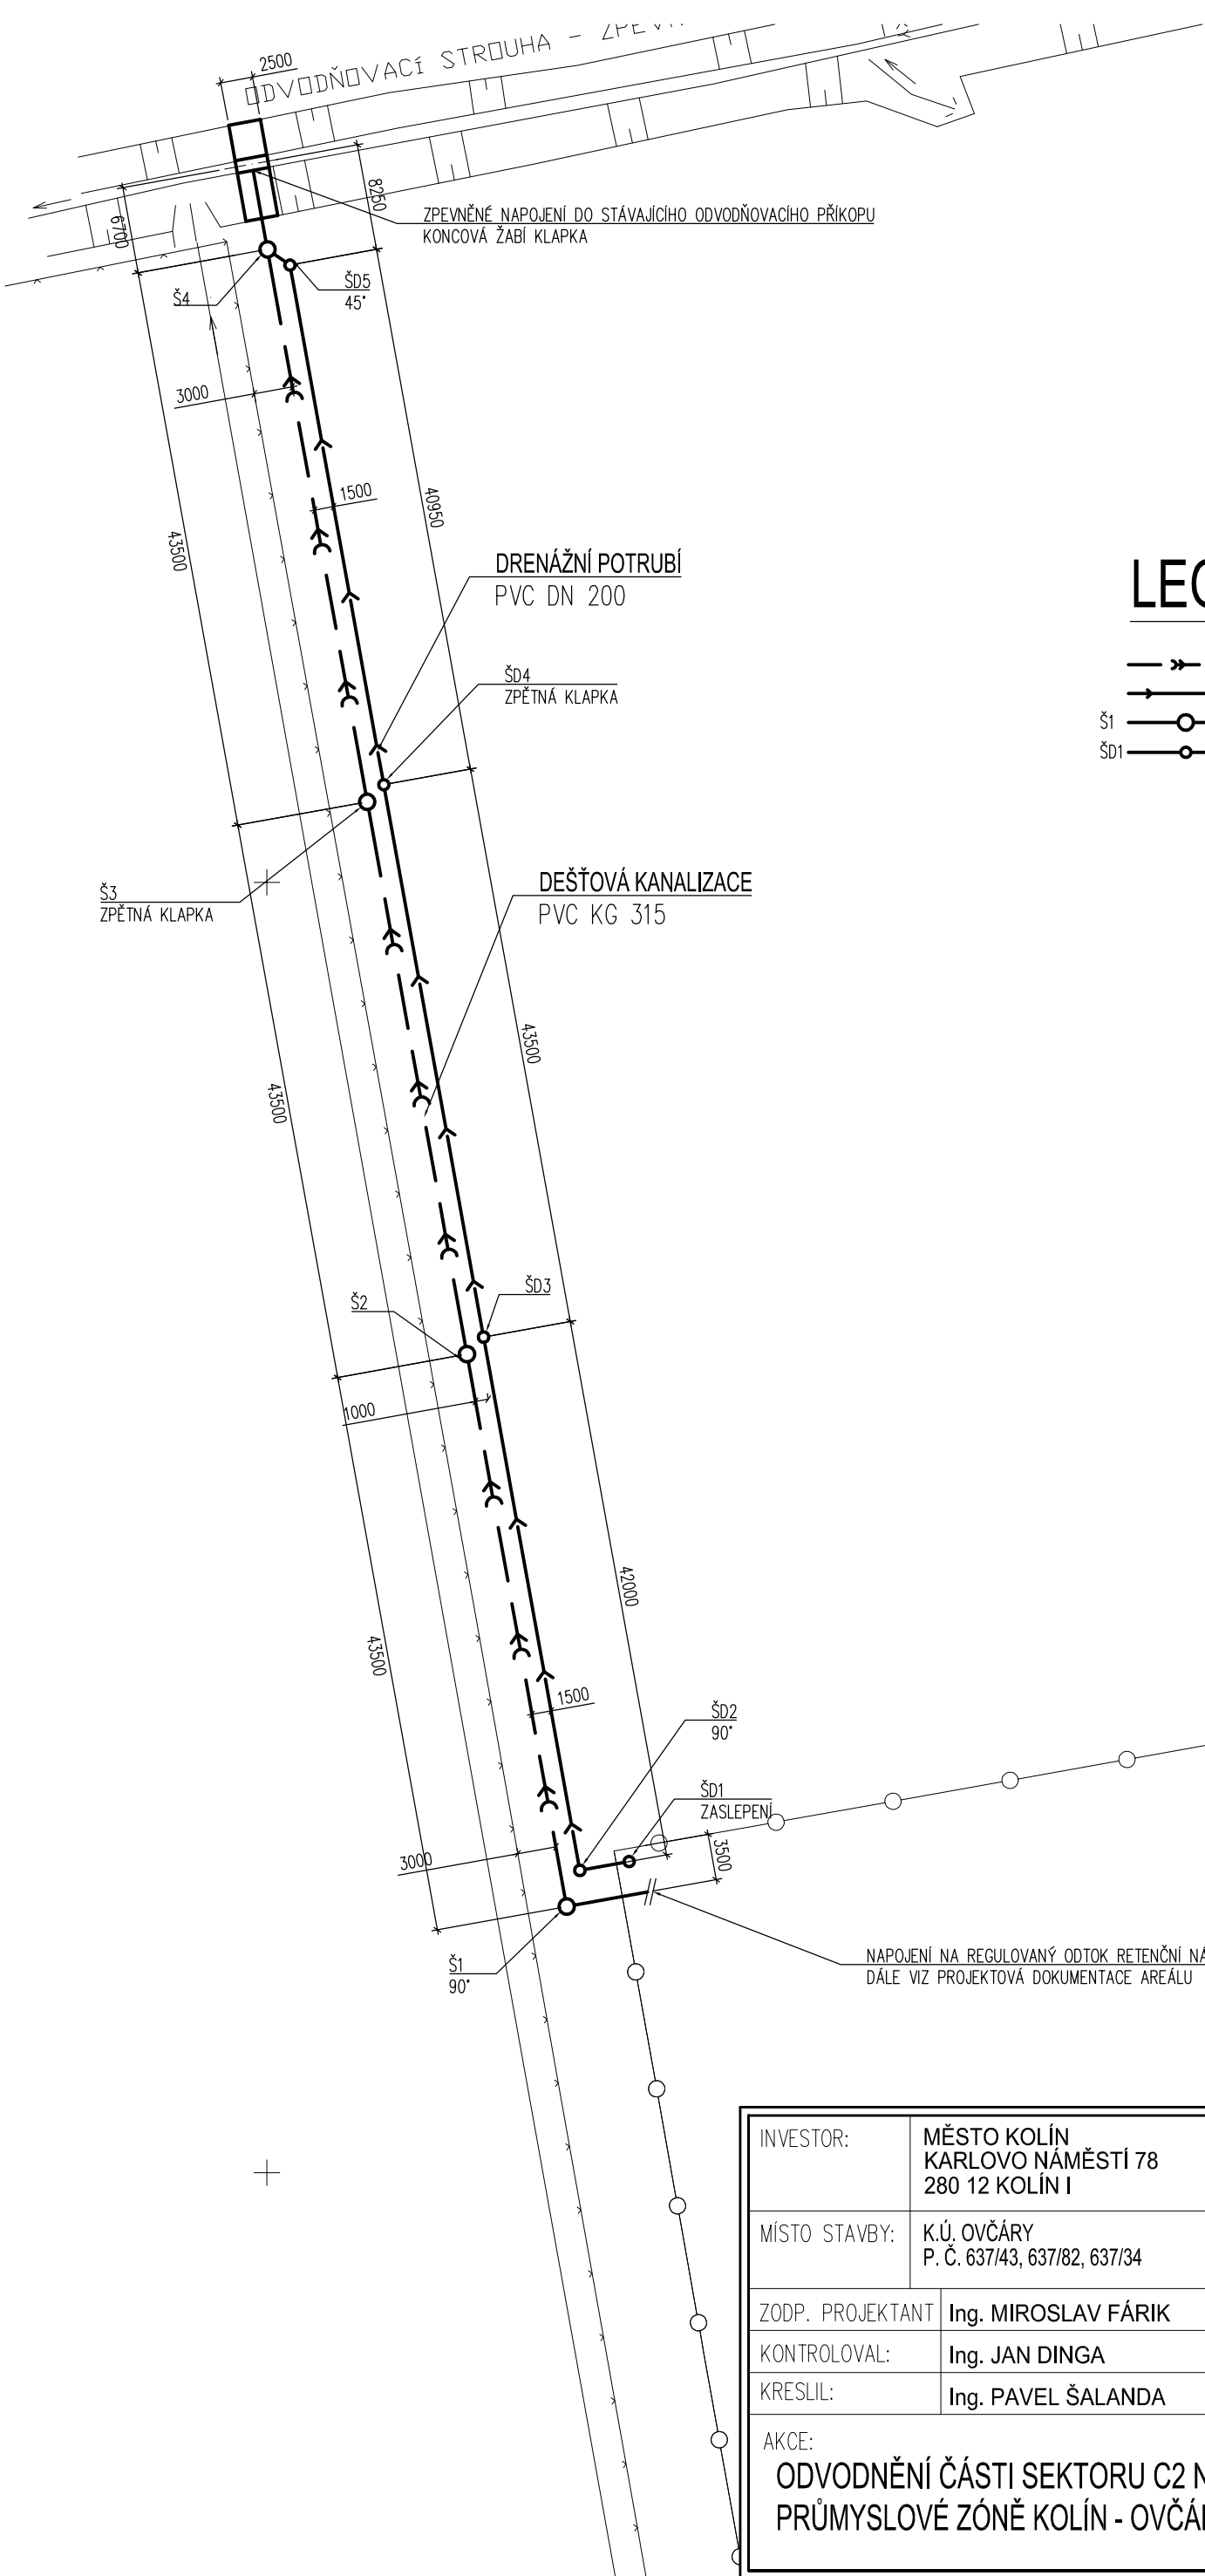 2500
ODVODŇOVACÍ STROUHA -
8250
6700
ZPEVNĚNÉ NAPOJENÍ DO STÁVAJÍCÍHO ODVODŇOVACÍHO PŘÍKOPU
KONCOVÁ ŽABÍ KLAPKA
Š4
ŠD5
45°
3000
1500
40950
43500
DRENÁŽNÍ POTRUBÍ
PVC DN 200
LEG
ŠD4
ZPĚTNÁ KLAPKA
Š1
ŠD1
Š3
ZPĚTNÁ KLAPKA
DEŠŤOVÁ KANALIZACE
PVC KG 315
43500
43500
Š2
ŠD3
1000
42000
43500
1500
ŠD2
90°
ŠD1
ZASLEPENÍ
3000
3500
Š1
90°
NAPOJENÍ NA REGULOVANÝ ODTOK RETENČNÍ NÁ
DÁLE VIZ PROJEKTOVÁ DOKUMENTACE AREÁLU
INVESTOR:
MĚSTO KOLÍN
KARLOVO NÁMĚSTÍ 78
280 12 KOLÍN I
MÍSTO STAVBY:
K.Ú. OVČÁRY
P. Č. 637/43, 637/82, 637/34
ZODP. PROJEKTANT Ing. MIROSLAV FÁRIK
KONTROLOVAL: Ing. JAN DINGA
KRESLIL: Ing. PAVEL ŠALANDA
AKCE:
ODVODNĚNÍ ČÁSTI SEKTORU C2 N
PRŮMYSLOVÉ ZÓNĚ KOLÍN - OVČÁ